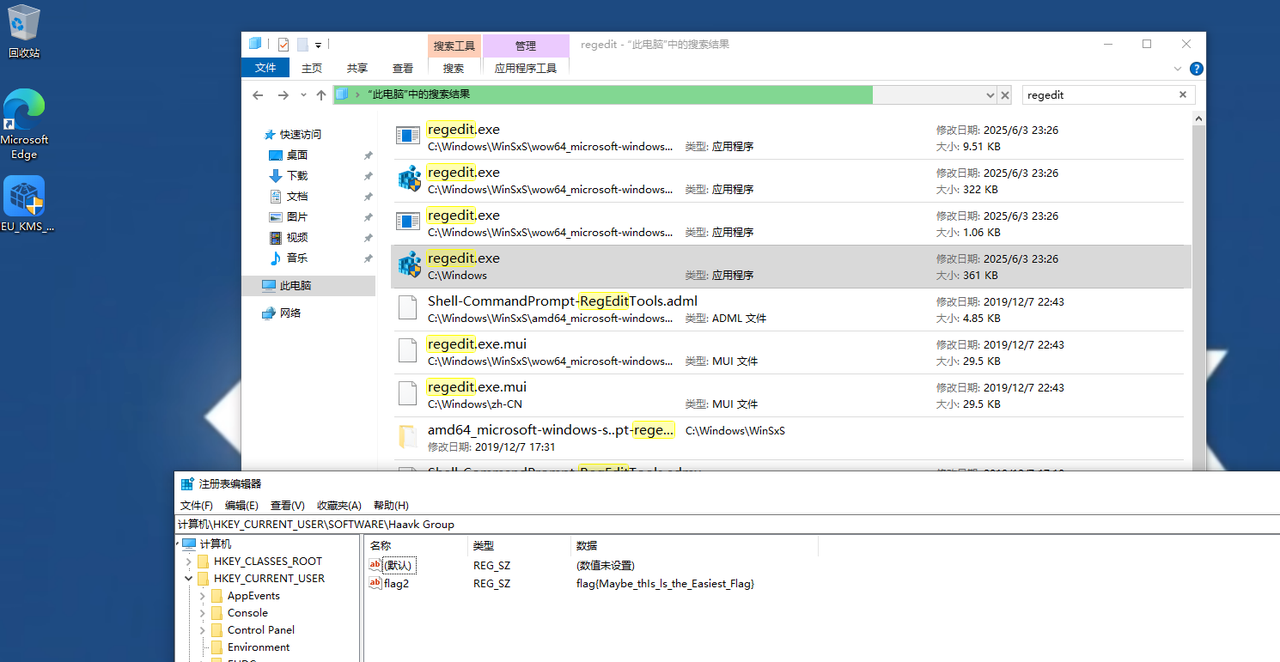 回收站
Microsoft
Edge
EU_KMS_...
搜索工具
管理
regedit - "此电脑"中的搜索结果
文件
主页
共享
查看
搜索
应用程序工具
"此电脑"中的搜索结果
regedit
快速访问
桌面
下载
文档
图片
视频
音乐
此电脑
网络
regedit.exe 修改日期: 2025/6/3 23:26
C:\Windows\WinSxS\wow64_microsoft-windows... 类型: 应用程序 大小: 9.51 KB
regedit.exe 修改日期: 2025/6/3 23:26
C:\Windows\WinSxS\wow64_microsoft-windows... 类型: 应用程序 大小: 322 KB
regedit.exe 修改日期: 2025/6/3 23:26
C:\Windows\WinSxS\wow64_microsoft-windows... 类型: 应用程序 大小: 1.06 KB
regedit.exe 修改日期: 2025/6/3 23:26
C:\Windows 类型: 应用程序 大小: 361 KB
Shell-CommandPrompt-RegEditTools.adml 修改日期: 2019/12/7 22:43
C:\Windows\WinSxS\amd64_microsoft-windows... 类型: ADML 文件 大小: 4.85 KB
regedit.exe.mui 修改日期: 2019/12/7 22:43
C:\Windows\WinSxS\wow64_microsoft-windows... 类型: MUI 文件 大小: 29.5 KB
regedit.exe.mui 修改日期: 2019/12/7 22:43
C:\Windows\zh-CN 类型: MUI 文件 大小: 29.5 KB
amd64_microsoft-windows-s..pt-rege... C:\Windows\WinSxS
修改日期: 2019/12/7 17:31
注册表编辑器
文件(F) 编辑(E) 查看(V) 收藏夹(A) 帮助(H)
计算机\HKEY_CURRENT_USER\SOFTWARE\Haavk Group
计算机
HKEY_CLASSES_ROOT
HKEY_CURRENT_USER
AppEvents
Console
Control Panel
Environment
名称 类型 数据
ab (默认) REG_SZ (数值未设置)
ab flag2 REG_SZ flag{Maybe_thIs_Is_the_Easiest_Flag}